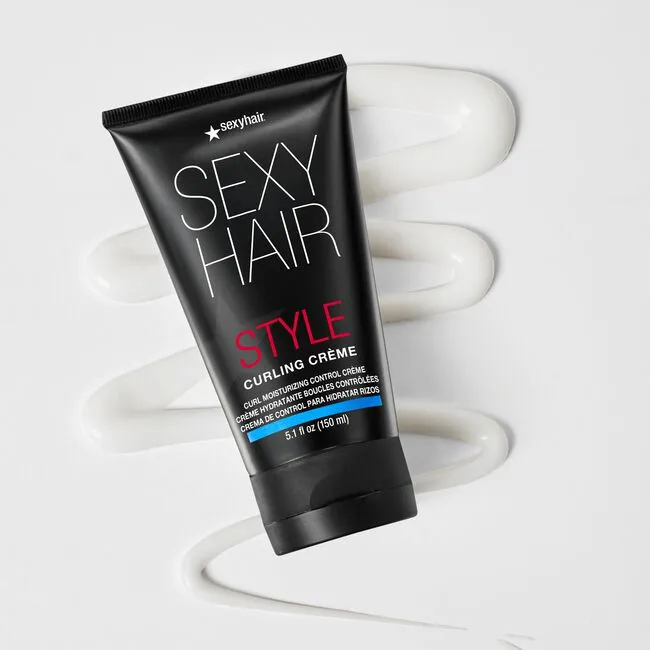 sexyhair.
SEXY
HAIR
STYLE
CURLING CRÈME
CURL MOISTURIZING CONTROL CRÈME
CRÈME HYDRATANTE BOUCLES CONTRÔLÉES
CREMA DE CONTROL PARA HIDRATAR RIZOS
5.1 fl oz (150 ml)